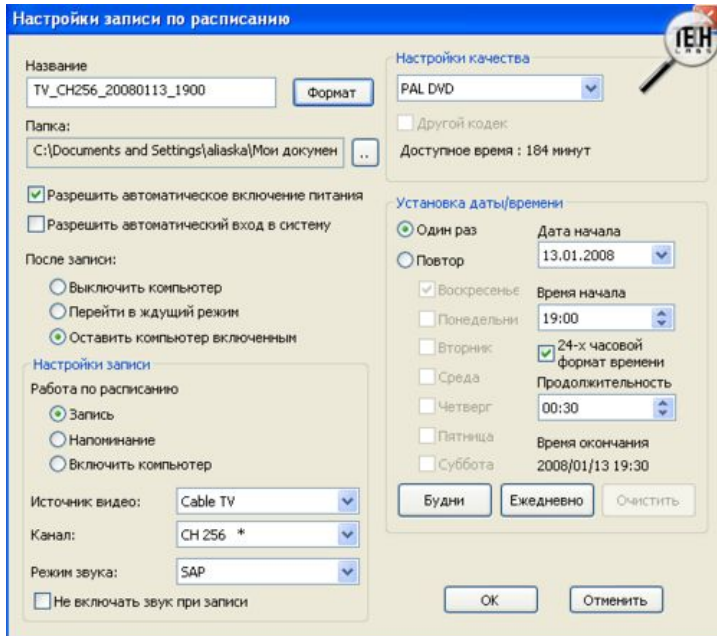 Настройки записи по расписанию
Название
TV_CH256_20080113_1900
Формат
Папка:
C:\Documents and Settings\aliaska\Мои докумен
..
Разрешить автоматическое включение питания
Разрешить автоматический вход в систему
После записи:
Выключить компьютер
Перейти в ждущий режим
Оставить компьютер включенным
Настройки записи
Работа по расписанию
Запись
Напоминание
Включить компьютер
Источник видео:
Cable TV
Канал:
CH 256 *
Режим звука:
SAP
Не включать звук при записи
Настройки качества
PAL DVD
Другой кодек
Доступное время : 184 минут
Установка даты/времени
Один раз
Повтор
Воскресенье
Понедельни
Вторник
Среда
Четверг
Пятница
Суббота
Дата начала
13.01.2008
Время начала
19:00
24-х часовой
формат времени
Продолжительность
00:30
Время окончания
2008/01/13 19:30
Будни
Ежедневно
Очистить
OK
Отменить